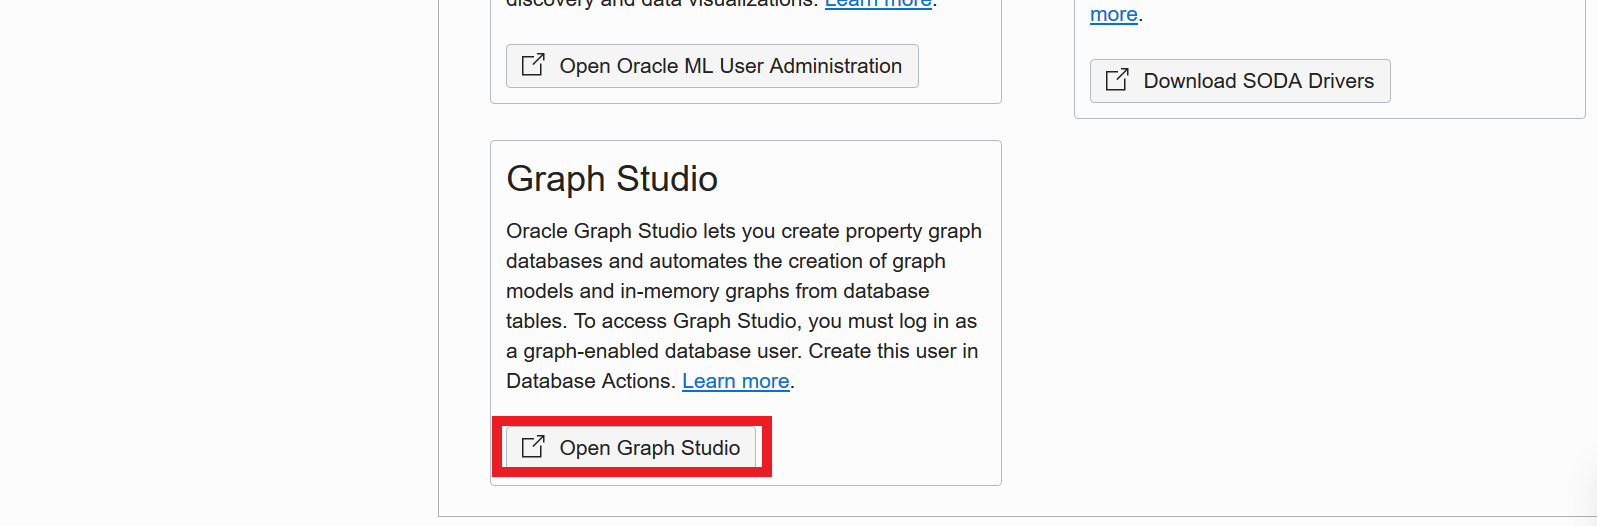 discovery and data visualizations. Learn more.
Open Oracle ML User Administration
more.
Download SODA Drivers
Graph Studio
Oracle Graph Studio lets you create property graph
databases and automates the creation of graph
models and in-memory graphs from database
tables. To access Graph Studio, you must log in as
a graph-enabled database user. Create this user in
Database Actions. Learn more.
Open Graph Studio